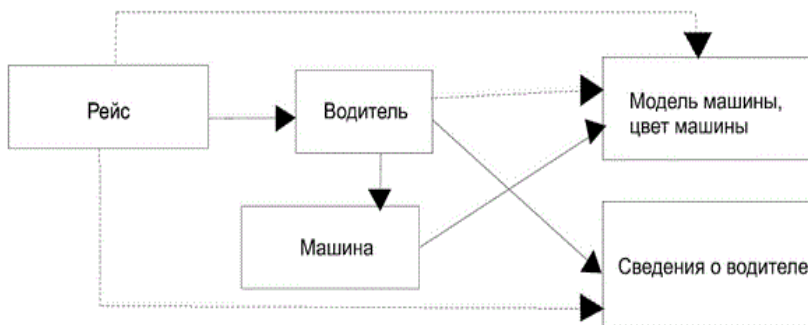 Рейс
Водитель
Модель машины,
цвет машины
Машина
Сведения о водителе